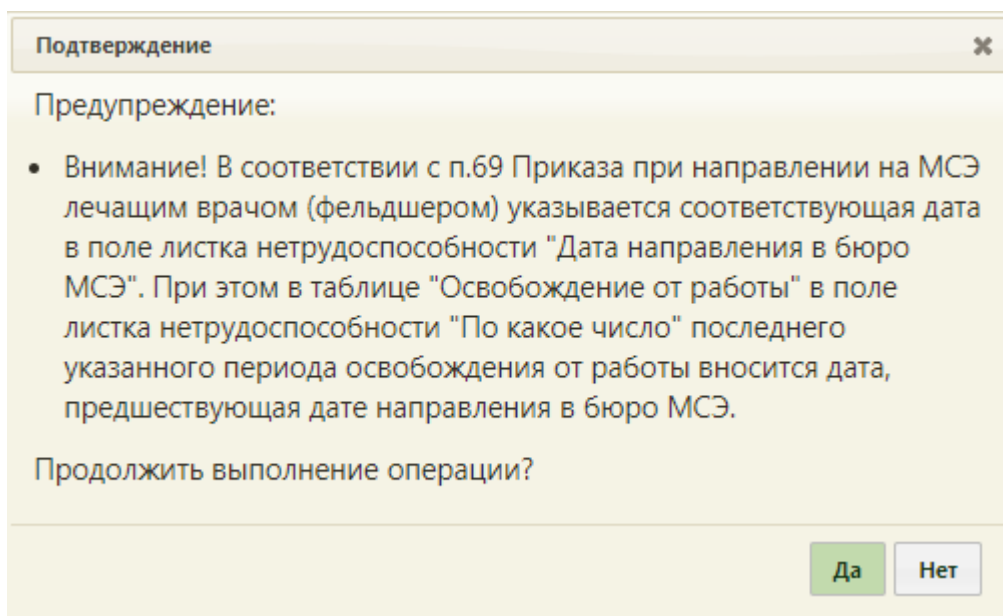 Подтверждение
Предупреждение:
• Внимание! В соответствии с п.69 Приказа при направлении на МСЭ
лечащим врачом (фельдшером) указывается соответствующая дата
в поле листка нетрудоспособности "Дата направления в бюро
МСЭ". При этом в таблице "Освобождение от работы" в поле
листка нетрудоспособности "По какое число" последнего
указанного периода освобождения от работы вносится дата,
предшествующая дате направления в бюро МСЭ.
Продолжить выполнение операции?
Да Нет